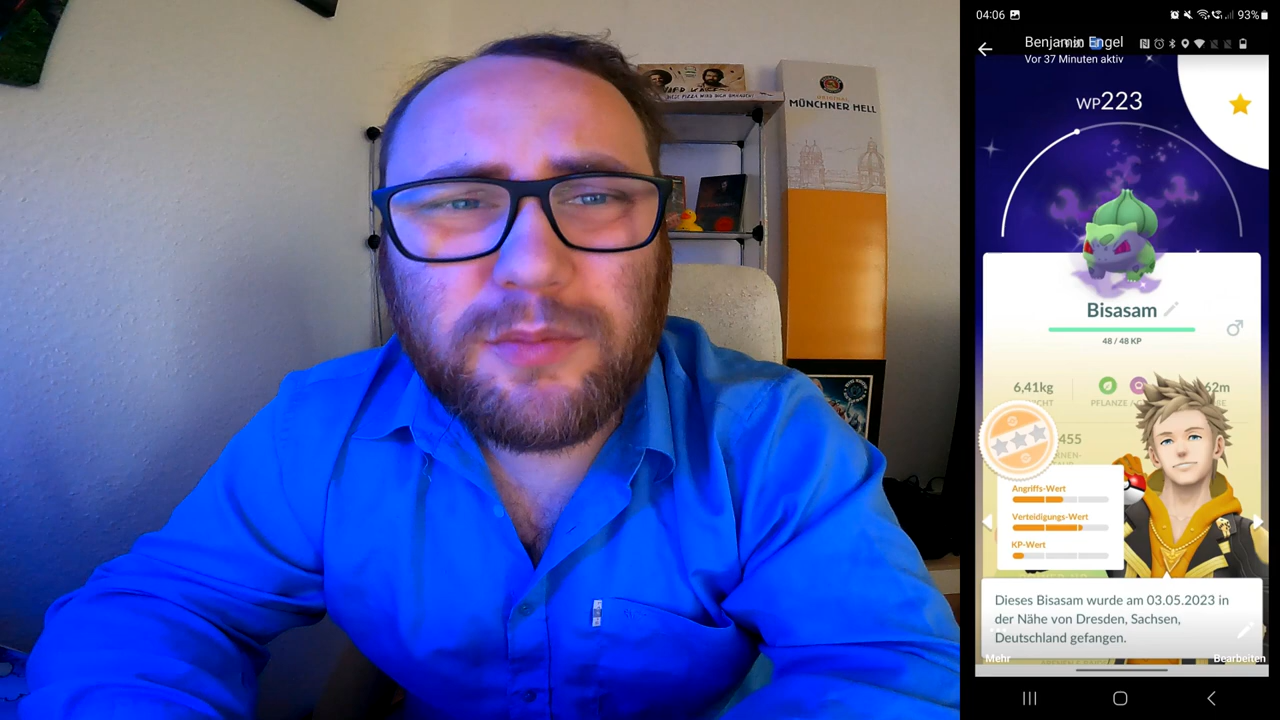 MÜNCHNER HELL
04:06
93%
Benjamin Engel
Vor 37 Minuten aktiv
WP223
Bisasam
48 / 48 KP
6,41kg
62m
PFLANZE
455
Angriffs-Wert
Verteidigungs-Wert
KP-Wert
Dieses Bisasam wurde am 03.05.2023 in
der Nähe von Dresden, Sachsen,
Deutschland gefangen.
Mehr
Bearbeiten